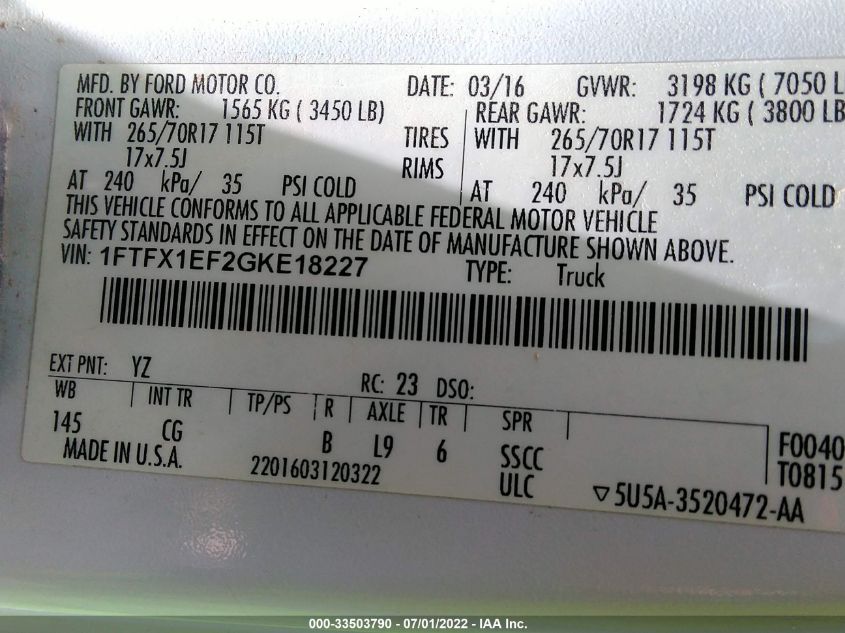 MFD. BY FORD MOTOR CO. DATE: 03/16 GVWR: 3198 KG ( 7050 L
FRONT GAWR: 1565 KG ( 3450 LB) REAR GAWR: 1724 KG ( 3800 LB
WITH 265/70R17 115T TIRES WITH 265/70R17 115T
17x7.5J RIMS 17x7.5J
AT 240 kPa/ 35 PSI COLD AT 240 kPa/ 35 PSI COLD
THIS VEHICLE CONFORMS TO ALL APPLICABLE FEDERAL MOTOR VEHICLE
SAFETY STANDARDS IN EFFECT ON THE DATE OF MANUFACTURE SHOWN ABOVE.
VIN: 1FTFX1EF2GKE18227 TYPE: Truck
EXT PNT: YZ RC: 23 DSO:
WB INT TR TP/PS R AXLE TR SPR
145 CG B L9 6 SSCC F0040
MADE IN U.S.A. 2201603120322 ULC T0815
▽5U5A-3520472-AA
000-33503790 - 07/01/2022 - IAA Inc.